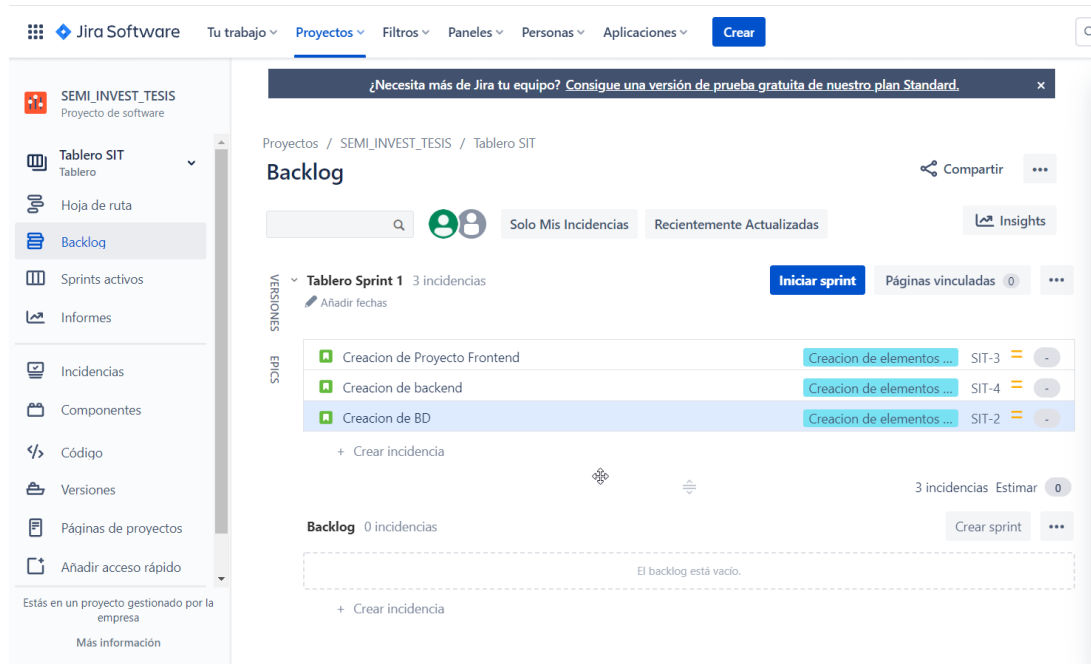 Jira Software Tu trabajo Proyectos Filtros Paneles Personas Aplicaciones Crear
¿Necesita más de Jira tu equipo? Consigue una versión de prueba gratuita de nuestro plan Standard. ×
SEMI_INVEST_TESIS
Proyecto de software
Tablero SIT
Tablero
Hoja de ruta
Backlog
Sprints activos
Informes
Incidencias
Componentes
Código
Versiones
Páginas de proyectos
Añadir acceso rápido
Estás en un proyecto gestionado por la
empresa
Más información
Proyectos / SEMI_INVEST_TESIS / Tablero SIT
Backlog
Compartir
Solo Mis Incidencias Recientemente Actualizadas Insights
VERSIONES
EPICS
Tablero Sprint 1 3 incidencias Iniciar sprint Páginas vinculadas 0
Añadir fechas
Creacion de Proyecto Frontend Creacion de elementos ... SIT-3 -
Creacion de backend Creacion de elementos ... SIT-4 -
Creacion de BD Creacion de elementos ... SIT-2 -
+ Crear incidencia
3 incidencias Estimar 0
Backlog 0 incidencias Crear sprint
El backlog está vacío.
+ Crear incidencia